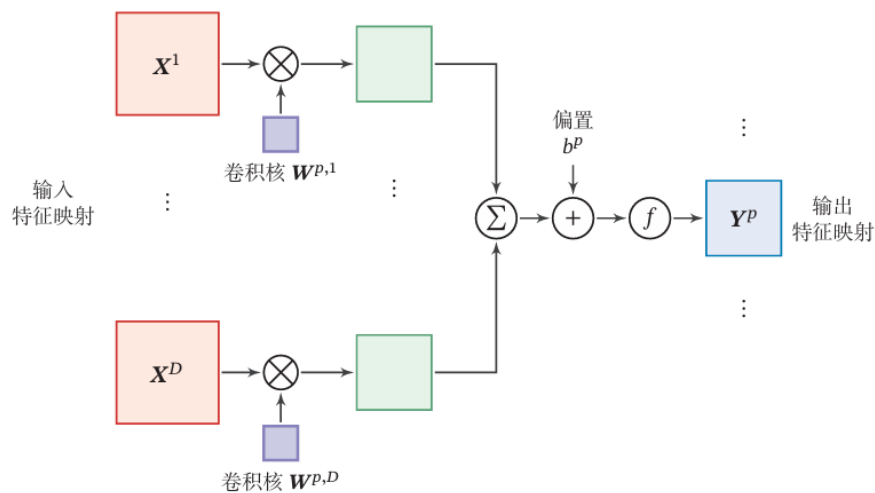 X¹
卷积核 W^{p,1}
输入
特征映射
⋮
⋮
X^D
卷积核 W^{p,D}
∑
偏置
b^p
+
f
⋮
Y^p
输出
特征映射
⋮